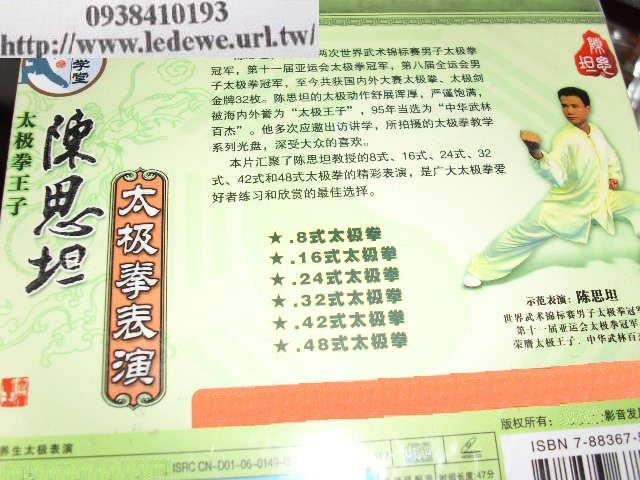 0938410193
http://www.ledewe.url.tw/
学堂
太极拳王子
陳思坦
太极拳表演
陳思坦
两次世界武术锦标赛男子太极拳
冠军，第十一届亚运会太极拳冠军，第八届全运会男
子太极拳冠军，至今共获国内外大赛太极拳、太极剑
金牌32枚。陈思坦的太极动作舒展浑厚，严谨饱满，
被海内外誉为“太极王子”，95年当选为“中华武林
百杰”。他多次应邀出访讲学，所拍摄的太极拳教学
系列光盘，深受大众的喜欢。
本片汇聚了陈思坦教授的8式、16式、24式、32
式、42式和48式太极拳的精彩表演，是广大太极拳爱
好者练习和欣赏的最佳选择。
★.8式太极拳
★.16式太极拳
★.24式太极拳
★.32式太极拳
★.42式太极拳
★.48式太极拳
示范表演：陈思坦
世界武术锦标赛男子太极拳冠军
第十一届亚运会太极拳冠军
荣膺太极王子、中华武林百
版权所有：
影音发
养生太极表演
ISRC CN-D01-06-0149-
时间长度:47分
ISBN 7-88367-